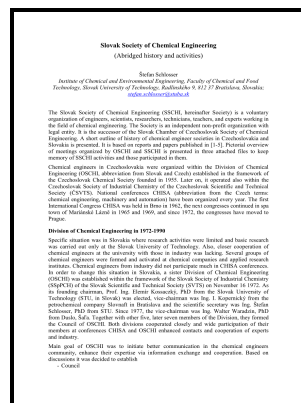 Slovak Society of Chemical Engineering
(Abridged history and activities)
Štefan Schlosser
Institute of Chemical and Environmental Engineering, Faculty of Chemical and Food
Technology, Slovak University of Technology, Radlinského 9, 812 37 Bratislava, Slovakia;
stefan.schlosser@stuba.sk
The Slovak Society of Chemical Engineering (SSCHI, hereinafter Society) is a voluntary
organization of engineers, scientists, researchers, technicians, teachers, experts, and working in
the field of chemical engineering. The Society is an independent non-profit organization with
legal entity. It is the successor of the Slovak Chamber of Czechoslovak Society of Chemical
Engineering. A short outline of history of chemical engineer societies in Czechoslovakia and
Slovakia is presented. It is based on reports and papers published in [1-5]. Pictorial overview
of meetings organized by OSCHI and SSCHI is presented in three attached files to keep
memory of SSCHI activities and those participated in them.
Chemical engineers in Czechoslovakia were organized within the Division of Chemical
Engineering (OSCHI, abbreviation from Slovak and Czech) established in the framework of
the Czechoslovak Chemical Society founded in 1955. Later on, it operated also within the
Czechoslovak Society of Industrial Chemistry of the Czechoslovak Scientific and Technical
Society (ČSVTS). National conferences CHISA (abbreviation from the Czech terms:
chemical engineering, machinery and automation) have been organized every year. The first
International Congress CHISA was held in Brno in 1962, the next congresses continued in spa
town of Mariánské Lázně in 1965 and 1969, and since 1972, the congresses have moved to
Prague.
Division of Chemical Engineering in 1972-1990
Specific situation was in Slovakia where research activities were limited and basic research
was carried out only at the Slovak University of Technology. Also, closer cooperation of
chemical engineers at the university with those in industry was lacking. Several groups of
chemical engineers were formed and activated at chemical companies and applied research
institutes. Chemical engineers from industry did not participate much in CHISA conferences.
In order to change this situation in Slovakia, a sister Division of Chemical Engineering
(OSCHI) was established within the framework of the Slovak Society of Industrial Chemistry
(SSpPCH) of the Slovak Scientific and Technical Society (SVTS) on November 16 1972. As
its founding chairman, Prof. Ing. Elemír Kossaczký, PhD from the Slovak University of
Technology (STU, in Slovak) was elected, vice-chairman was Ing. I. Koporský) from the
petrochemical company Slovnaft in Bratislava and the scientific secretary was Ing. Štefan
Schlosser, PhD from STU. Since 1977, the vice-chairman was Ing. Walter Waradzin, PhD
from Duslo, Šaľa. Together with other five, later seven members of the Division, they formed
the Council of OSCHI. Both divisions cooperated closely and wide participation of their
members at conferences CHISA and OSCHI enhanced contacts and cooperation of experts
and industry.
Main goal of OSCHI was to initiate better communication in the chemical engineers
community, enhance their expertise via information exchange and cooperation. Based on
discussions it was decided to establish
- Council